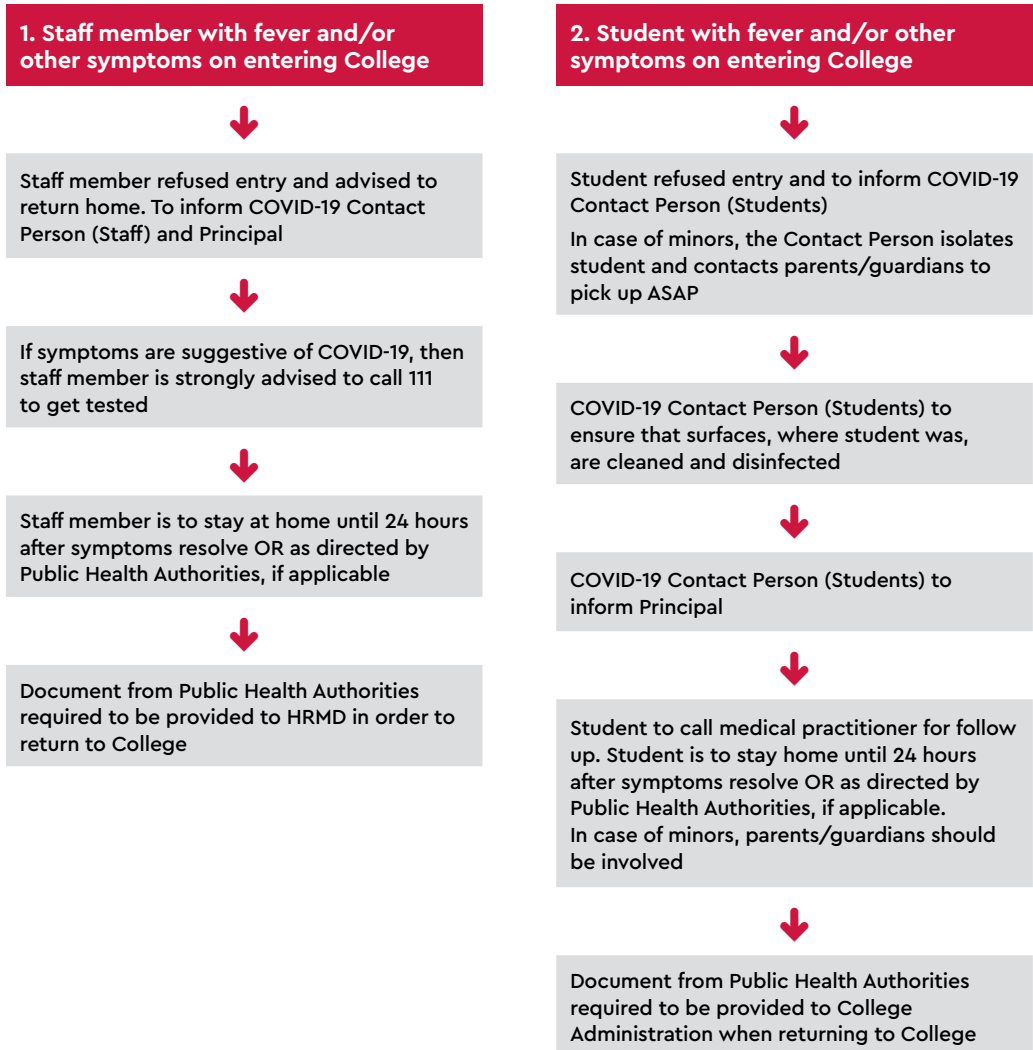 1. Staff member with fever and/or
other symptoms on entering College
Staff member refused entry and advised to
return home. To inform COVID-19 Contact
Person (Staff) and Principal
If symptoms are suggestive of COVID-19, then
staff member is strongly advised to call 111
to get tested
Staff member is to stay at home until 24 hours
after symptoms resolve OR as directed by
Public Health Authorities, if applicable
Document from Public Health Authorities
required to be provided to HRMD in order to
return to College
2. Student with fever and/or other
symptoms on entering College
Student refused entry and to inform COVID-19
Contact Person (Students)
In case of minors, the Contact Person isolates
student and contacts parents/guardians to
pick up ASAP
COVID-19 Contact Person (Students) to
ensure that surfaces, where student was,
are cleaned and disinfected
COVID-19 Contact Person (Students) to
inform Principal
Student to call medical practitioner for follow
up. Student is to stay home until 24 hours
after symptoms resolve OR as directed by
Public Health Authorities, if applicable.
In case of minors, parents/guardians should
be involved
Document from Public Health Authorities
required to be provided to College
Administration when returning to College